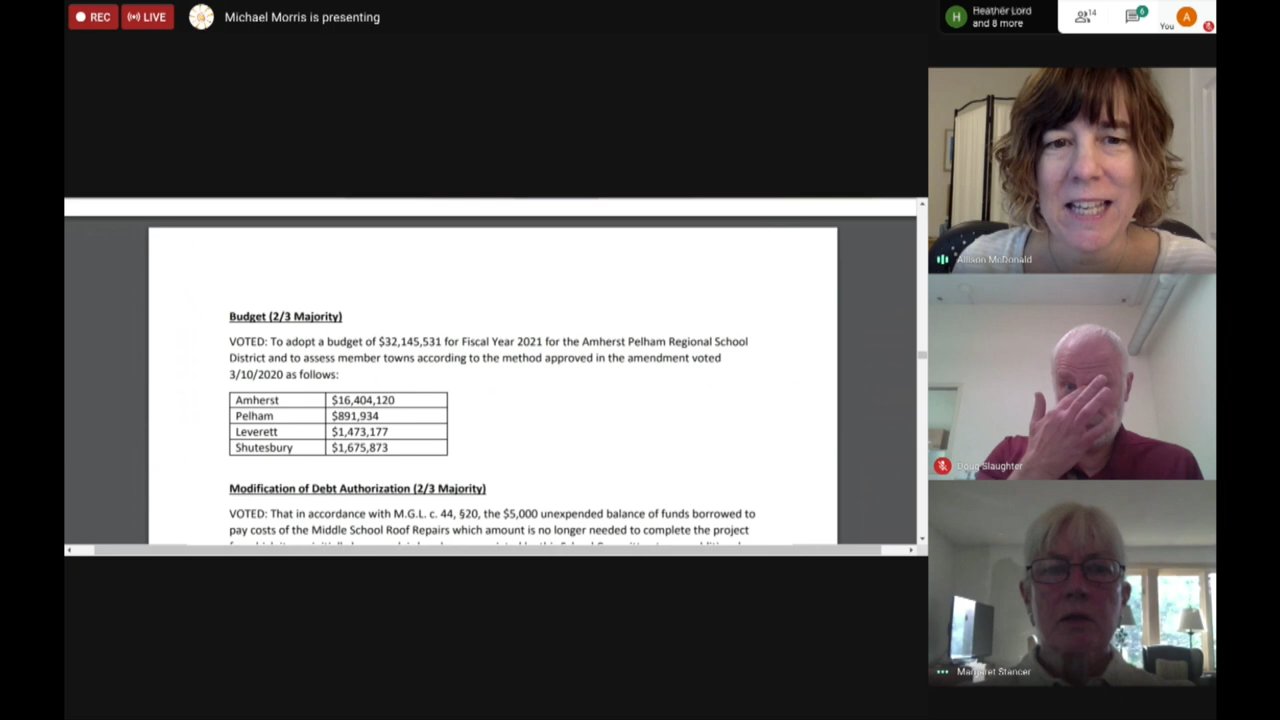 REC
LIVE
Michael Morris is presenting
H
Heather Lord
and 8 more
14
6
You
A
Allison McDonald
Budget (2/3 Majority)
VOTED: To adopt a budget of $32,145,531 for Fiscal Year 2021 for the Amherst Pelham Regional School
District and to assess member towns according to the method approved in the amendment voted
3/10/2020 as follows:
Amherst $16,404,120
Pelham $891,934
Leverett $1,473,177
Shutesbury $1,675,873
Doug Slaughter
Modification of Debt Authorization (2/3 Majority)
VOTED: That in accordance with M.G.L. c. 44, §20, the $5,000 unexpended balance of funds borrowed to
pay costs of the Middle School Roof Repairs which amount is no longer needed to complete the project
Margaret Stancer